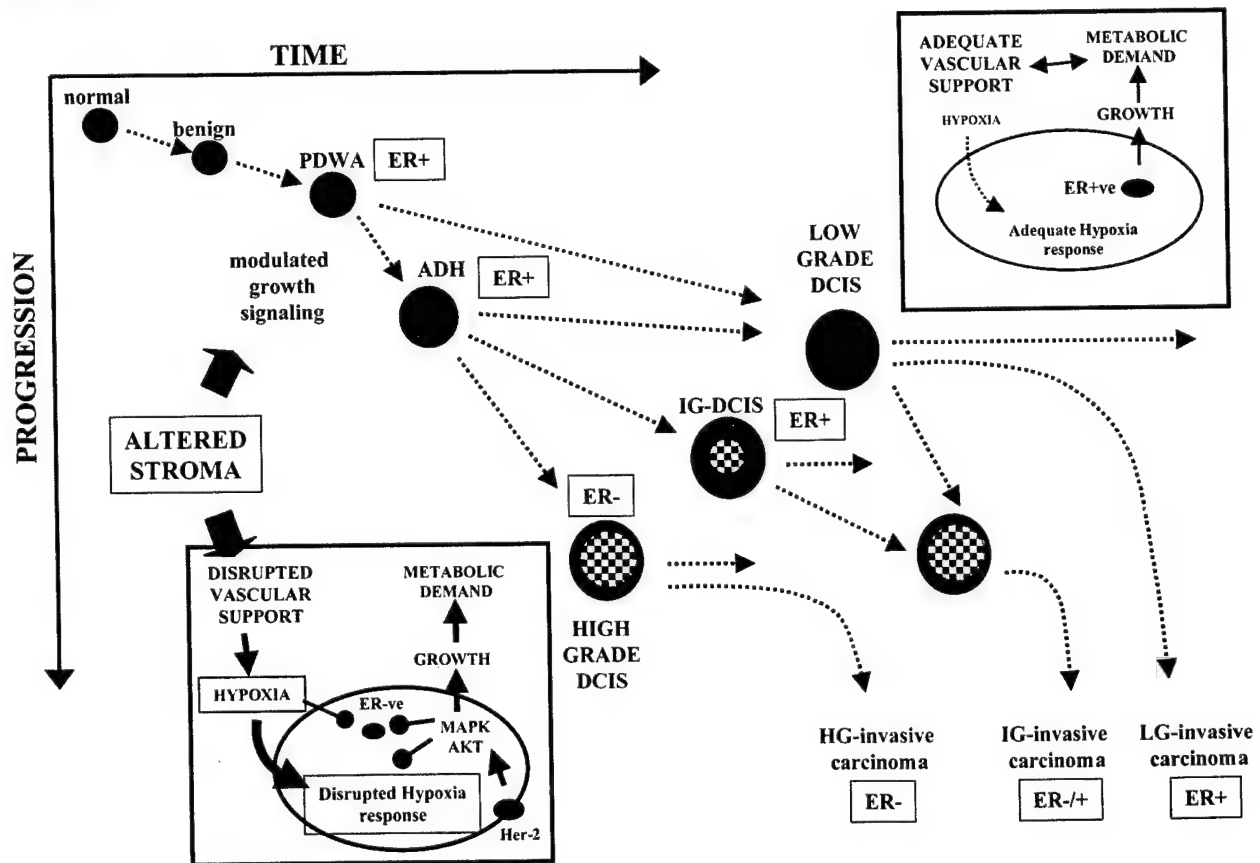 TIME
PROGRESSION
normal
benign
PDWA
ER+
modulated
growth
signaling
ADH
ER+
LOW
GRADE
DCIS
IG-DCIS
ER+
ER-
HIGH
GRADE
DCIS
ALTERED
STROMA
ADEQUATE
VASCULAR
SUPPORT
METABOLIC
DEMAND
HYPOXIA
GROWTH
ER+ve
Adequate Hypoxia
response
DISRUPTED
VASCULAR
SUPPORT
METABOLIC
DEMAND
GROWTH
HYPOXIA
ER-ve
MAPK
AKT
Disrupted Hypoxia
response
Her-2
HG-invasive
carcinoma
ER-
IG-invasive
carcinoma
ER-/+
LG-invasive
carcinoma
ER+